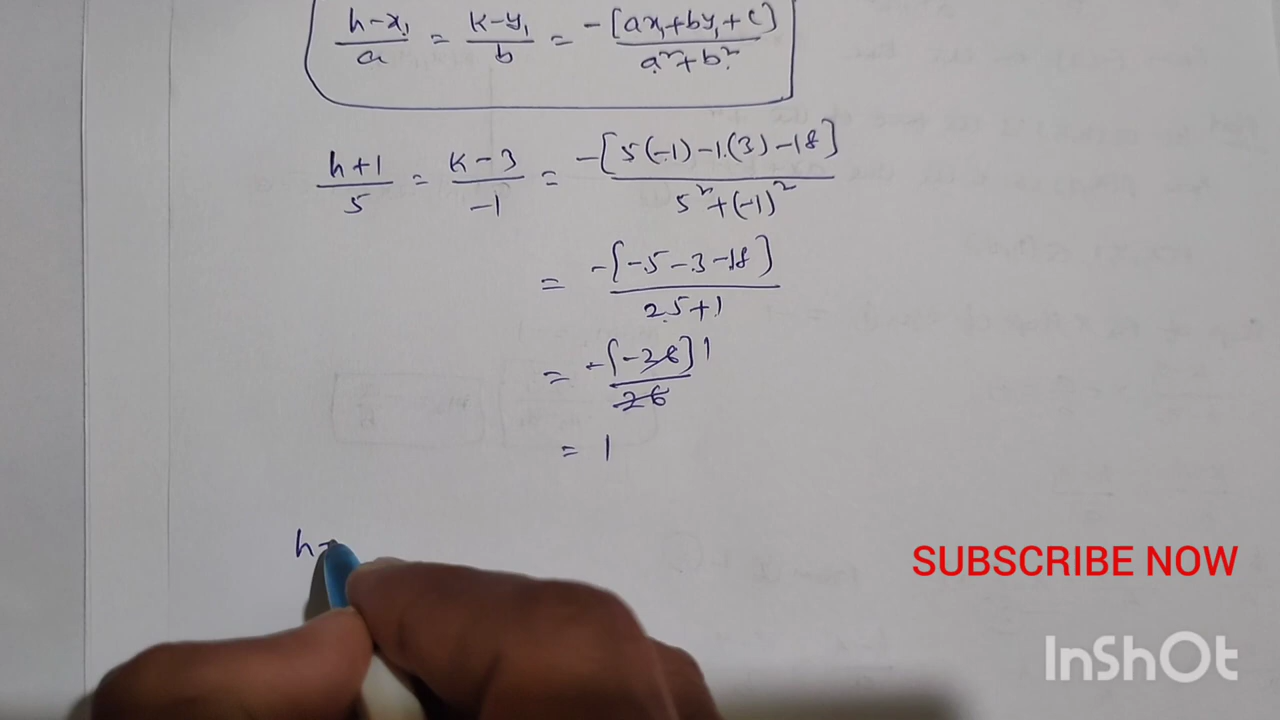 (h-x₁)/a = (k-y₁)/b = -[ax₁+by₁+c]/(a²+b²)
(h+1)/5 = (k-3)/-1 = -[5(-1)-1.(3)-18]/(5²+(-1)²)
= -[-5-3-18]/(25+1)
= -[-26]/26 1
= 1
h
SUBSCRIBE NOW
InShOt